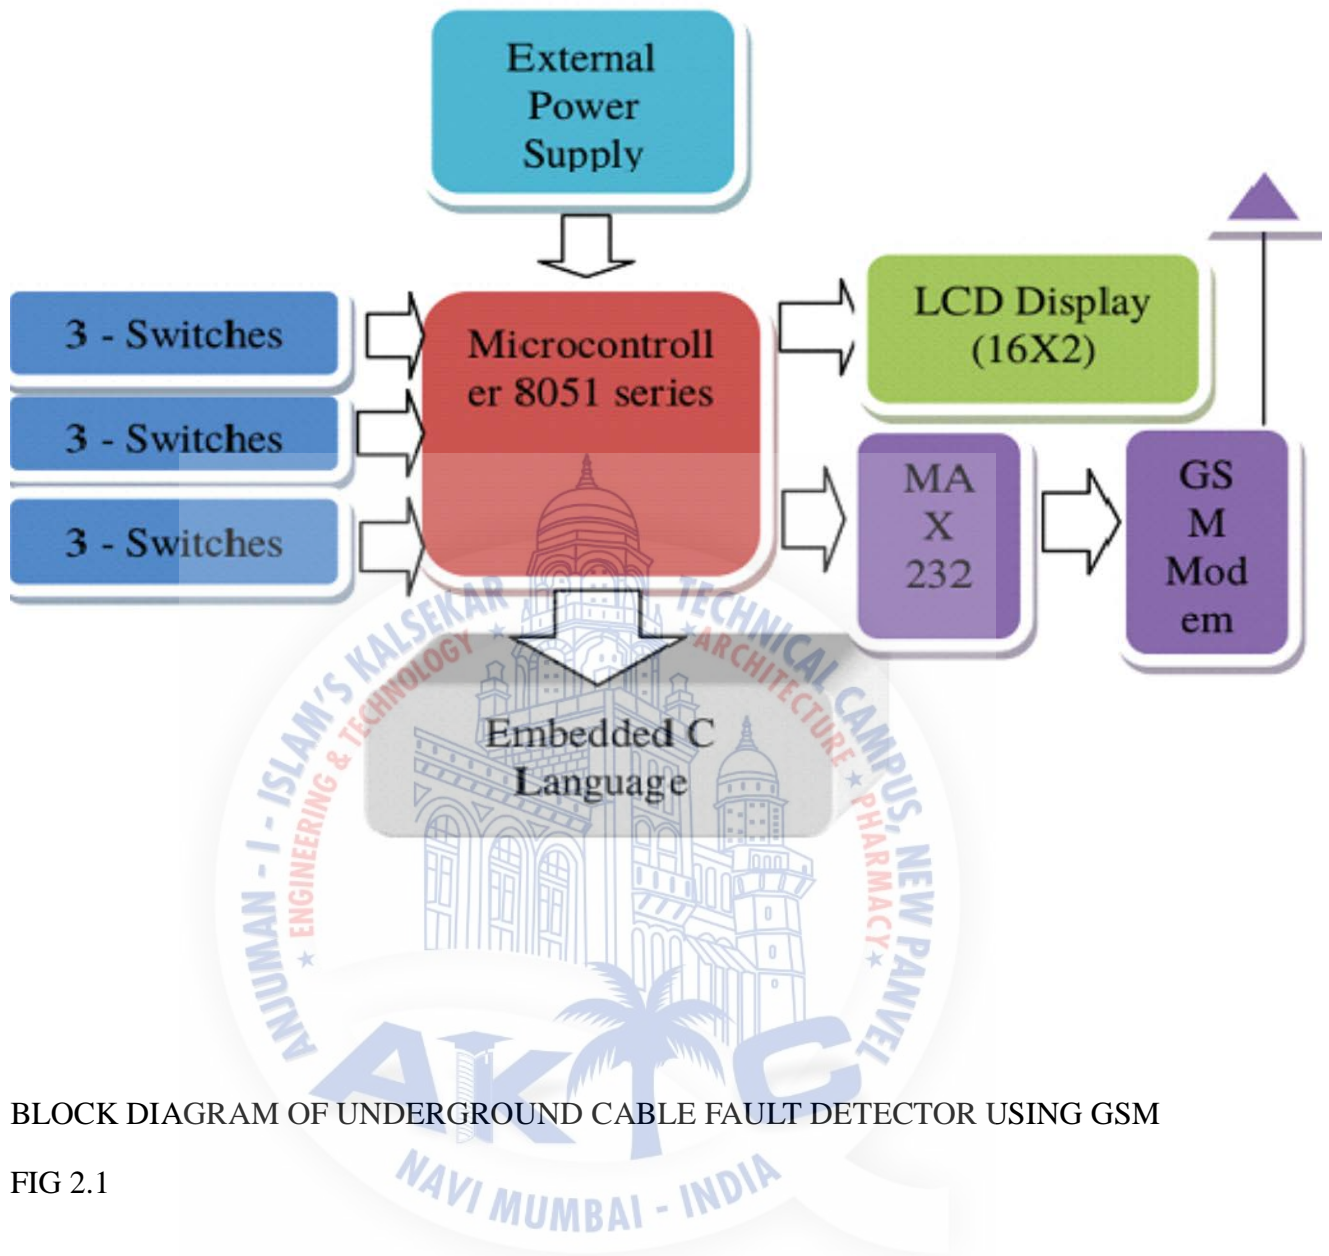 External
Power
Supply
3 - Switches
3 - Switches
3 - Switches
Microcontroll
er 8051 series
LCD Display
(16X2)
MA
X
232
GS
M
Mod
em
Embedded C
Language
ANJUMAN - I - ISLAM'S KALSEKAR TECHNICAL CAMPUS, NEW PANVEL
★ ENGINEERING & TECHNOLOGY ★ ARCHITECTURE ★ PHARMACY ★
AKTC
NAVI MUMBAI - INDIA
BLOCK DIAGRAM OF UNDERGROUND CABLE FAULT DETECTOR USING GSM
FIG 2.1